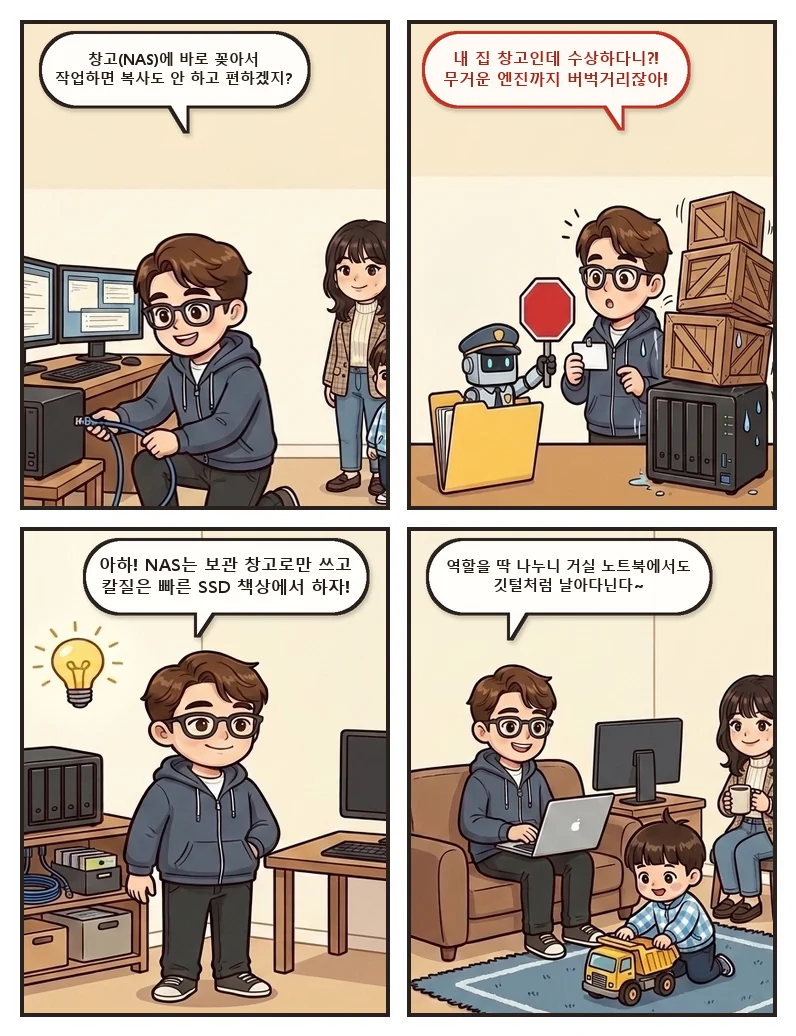 창고(NAS)에 바로 꽂아서
작업하면 복사도 안 하고 편하겠지?
내 집 창고인데 수상하다니?!
무거운 엔진까지 버벅거리잖아!
아하! NAS는 보관 창고로만 쓰고
칼질은 빠른 SSD 책상에서 하자!
역할을 딱 나누니 거실 노트북에서도
깃털처럼 날아다닌다~